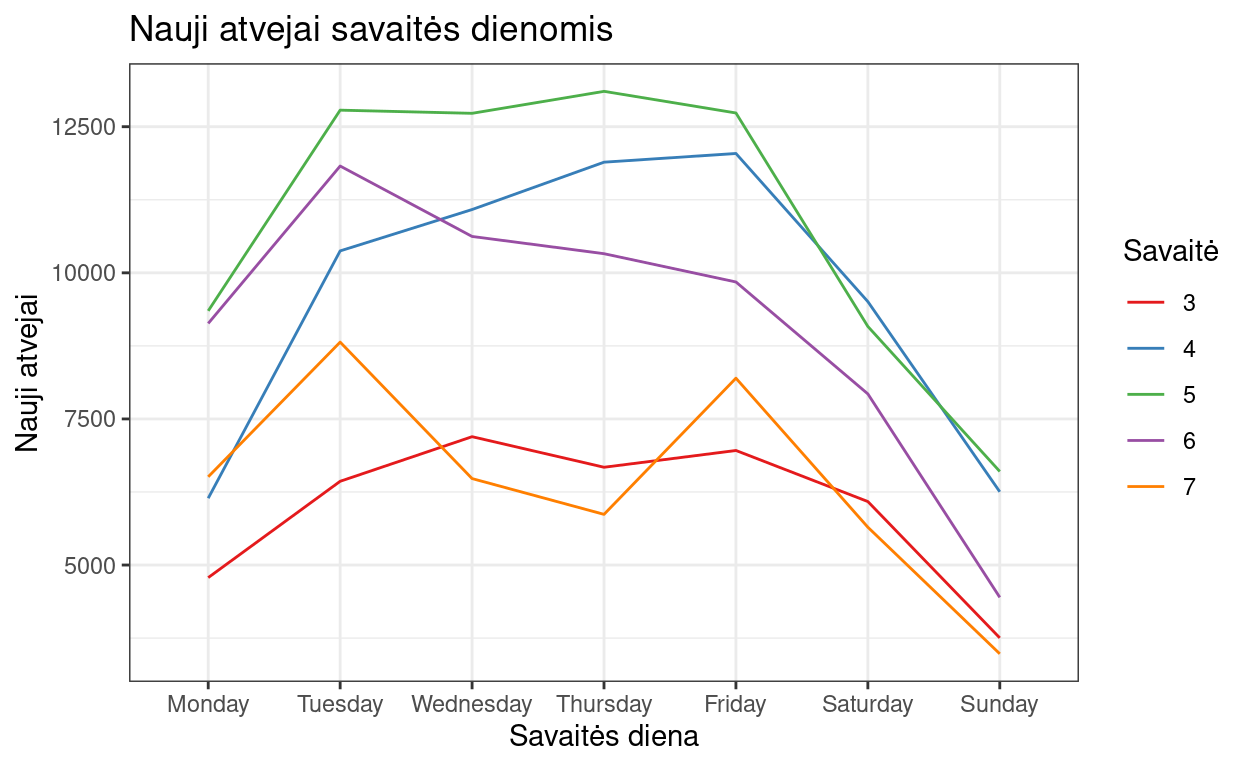 Nauji atvejai savaitės dienomis
Nauji atvejai
12500
10000
7500
5000
Monday Tuesday Wednesday Thursday Friday Saturday Sunday
Savaitės diena
Savaitė
3
4
5
6
7